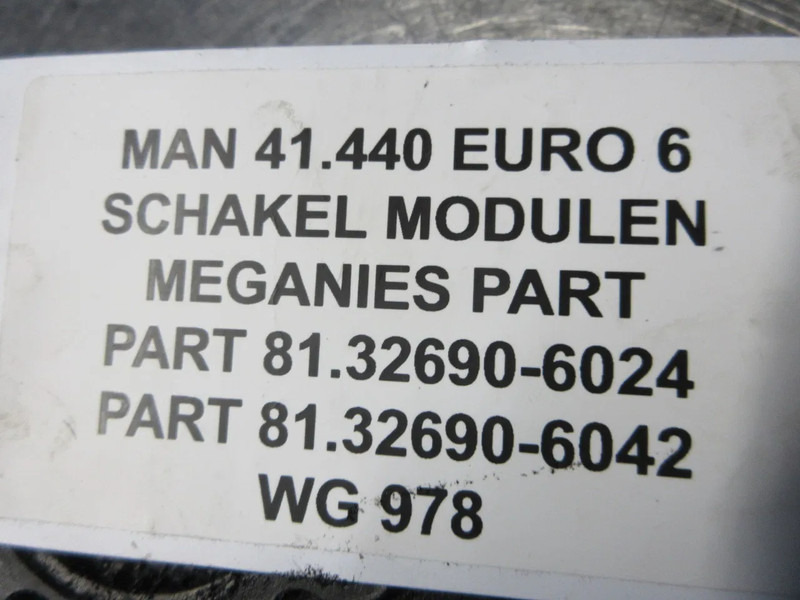 MAN 41.440 EURO 6
SCHAKEL MODULEN
MEGANIES PART
PART 81.32690-6024
PART 81.32690-6042
WG 978